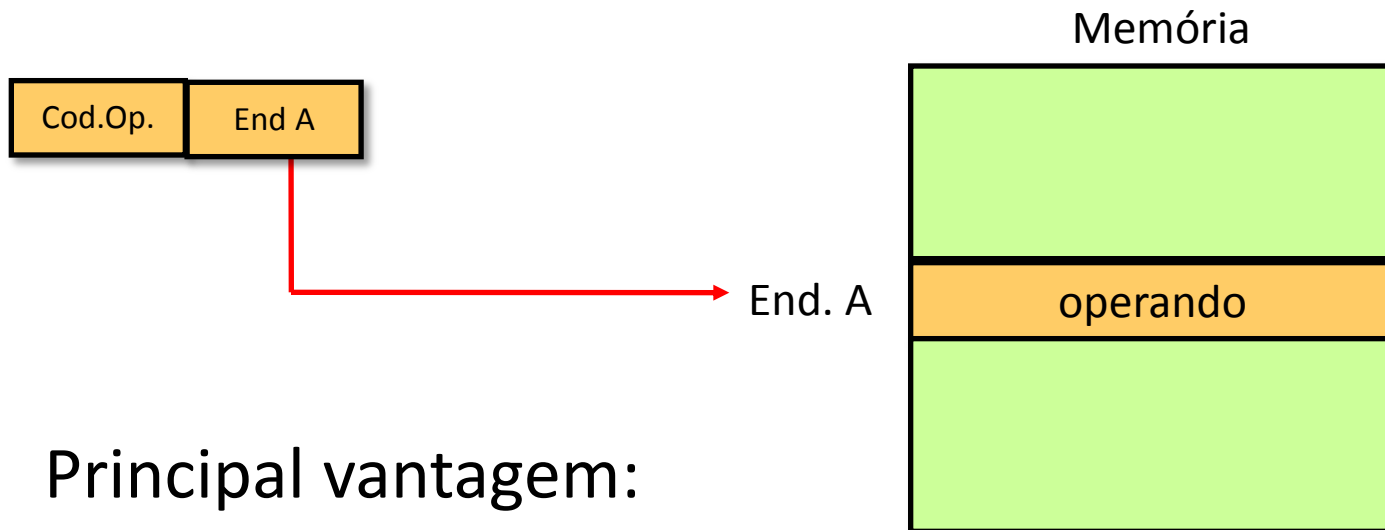 Memória
Cod.Op.
End A
End. A
operando
Principal vantagem: